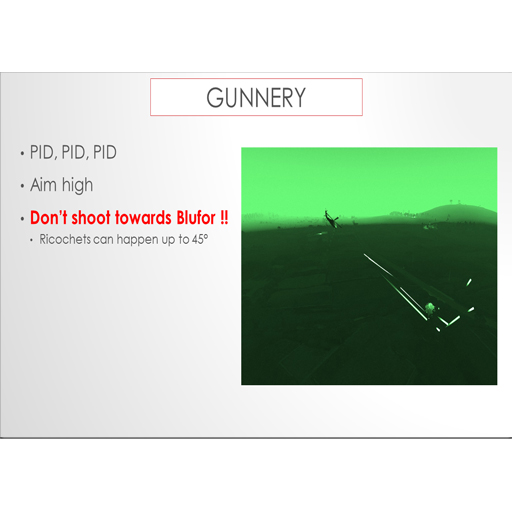 GUNNERY
• PID, PID, PID
• Aim high
• Don't shoot towards Blufor !!
• Ricochets can happen up to 45°